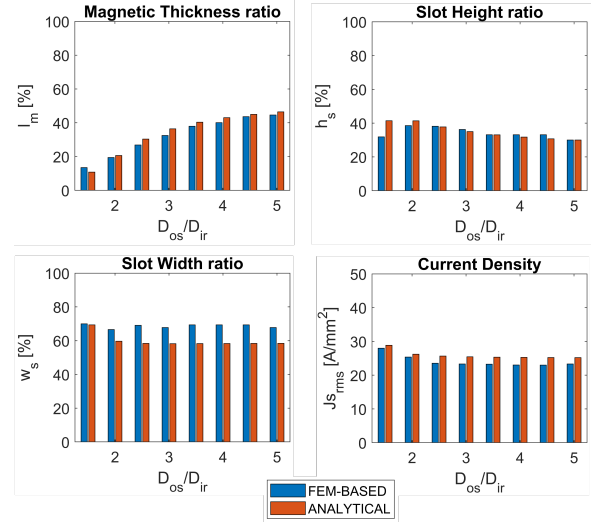 Magnetic Thickness ratio
100
80
60
40
20
0
l_m [%]
2 3 4 5
D_os/D_ir
Slot Height ratio
100
80
60
40
20
0
h_s [%]
2 3 4 5
D_os/D_ir
Slot Width ratio
100
80
60
40
20
0
w_s [%]
2 3 4 5
D_os/D_ir
Current Density
50
40
30
20
10
0
Js_rms [A/mm²]
2 3 4 5
D_os/D_ir
FEM-BASED
ANALYTICAL